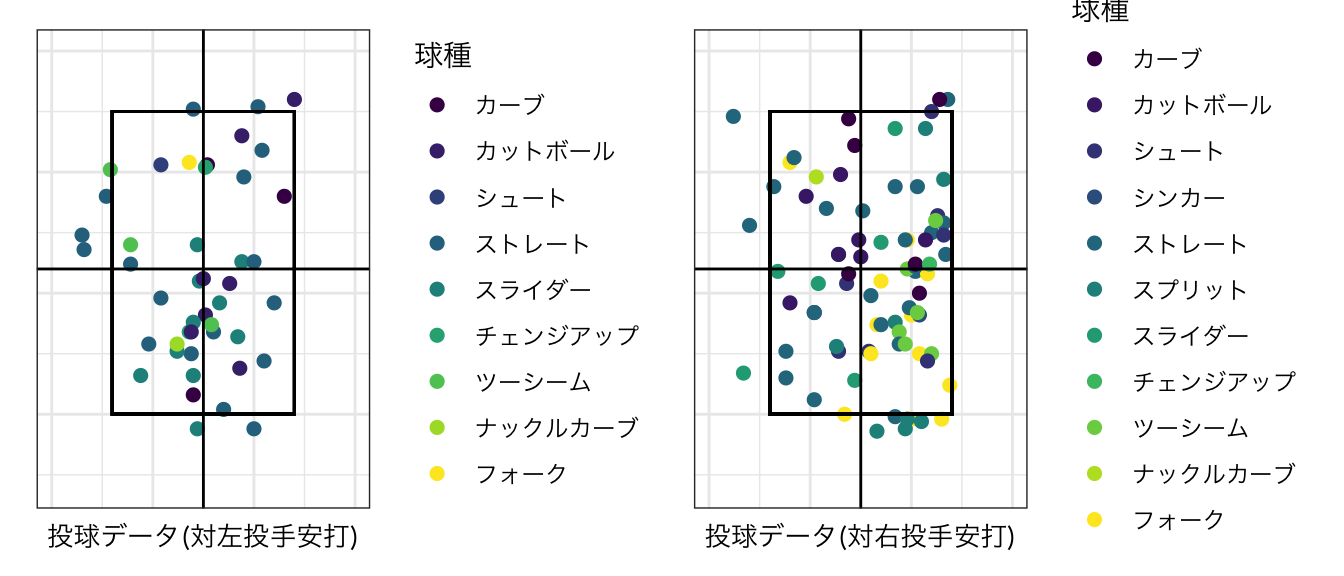 球種
カーブ
カットボール
シュート
ストレート
スライダー
チェンジアップ
ツーシーム
ナックルカーブ
フォーク
投球データ(対左投手安打)
球種
カーブ
カットボール
シュート
シンカー
ストレート
スプリット
スライダー
チェンジアップ
ツーシーム
ナックルカーブ
フォーク
投球データ(対右投手安打)